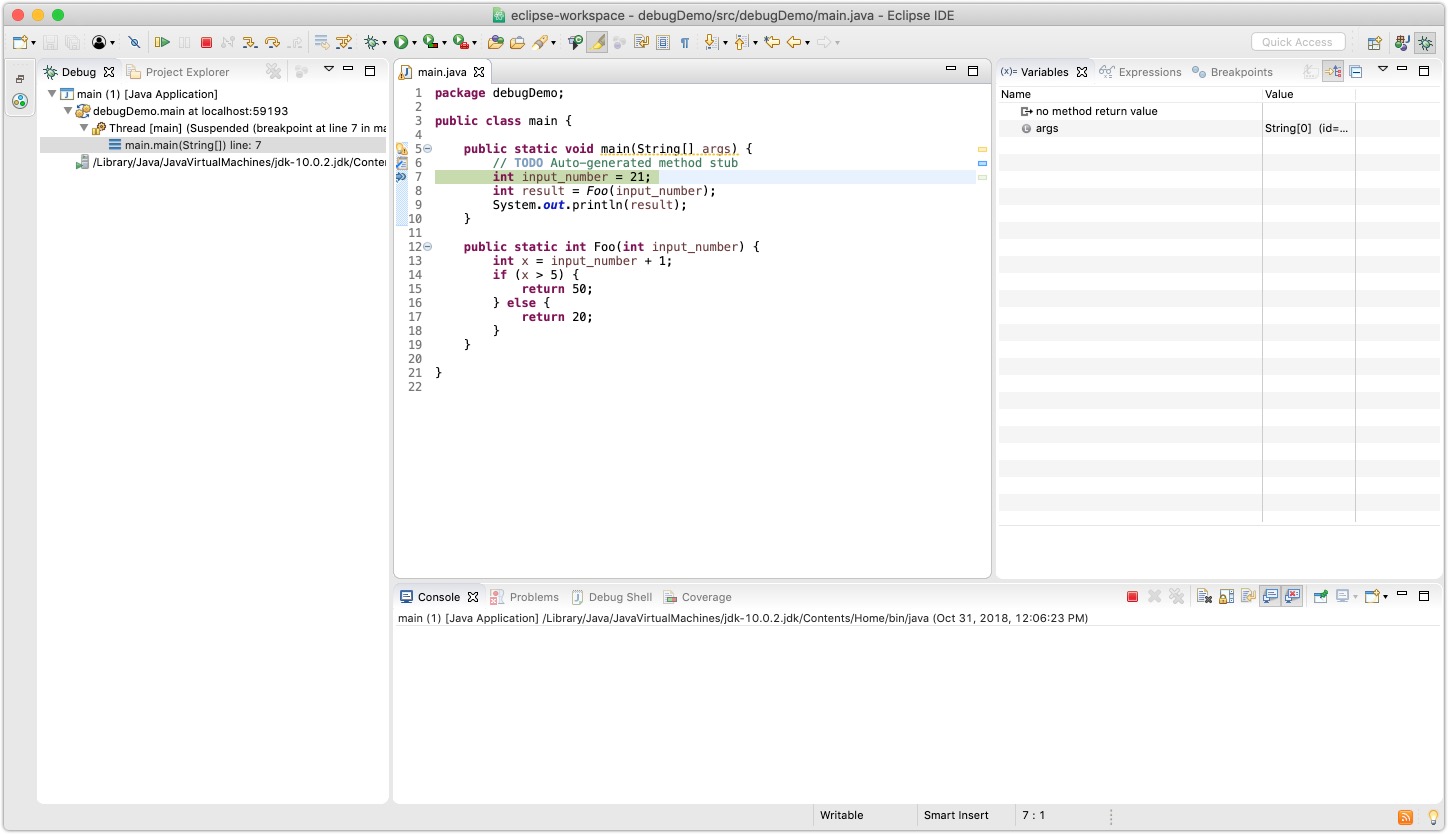 eclipse-workspace - debugDemo/src/debugDemo/main.java - Eclipse IDE
Quick Access
Debug Project Explorer
main (1) [Java Application]
debugDemo.main at localhost:59193
Thread [main] (Suspended (breakpoint at line 7 in ma
main.main(String[]) line: 7
/Library/Java/JavaVirtualMachines/jdk-10.0.2.jdk/Conter
main.java
1 package debugDemo;
2
3 public class main {
4
5 public static void main(String[] args) {
6 // TODO Auto-generated method stub
7 int input_number = 21;
8 int result = Foo(input_number);
9 System.out.println(result);
10 }
11
12 public static int Foo(int input_number) {
13 int x = input_number + 1;
14 if (x > 5) {
15 return 50;
16 } else {
17 return 20;
18 }
19 }
20
21 }
22
(x)= Variables Expressions Breakpoints
Name Value
no method return value
args String[0] (id=...
Console Problems Debug Shell Coverage
main (1) [Java Application] /Library/Java/JavaVirtualMachines/jdk-10.0.2.jdk/Contents/Home/bin/java (Oct 31, 2018, 12:06:23 PM)
Writable Smart Insert 7 : 1